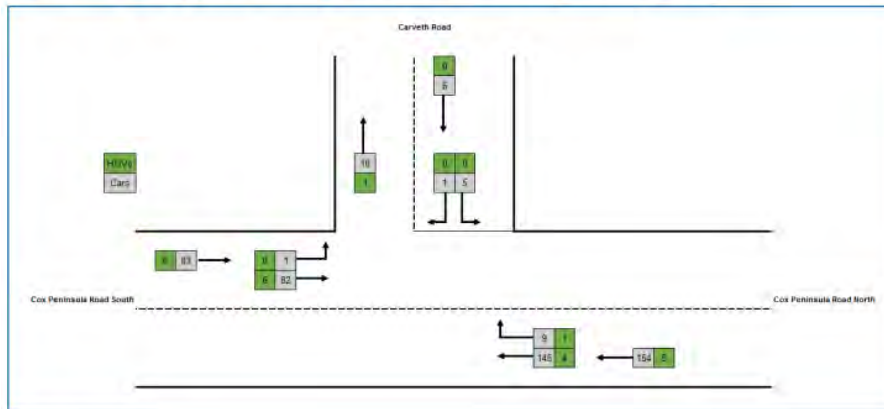 Carveth Road
0
6
HGVs
Cars
10
1
0 0
1 5
6 83
0 1
6 82
Cox Peninsula Road South
Cox Peninsula Road North
9 1
145 4
154 5